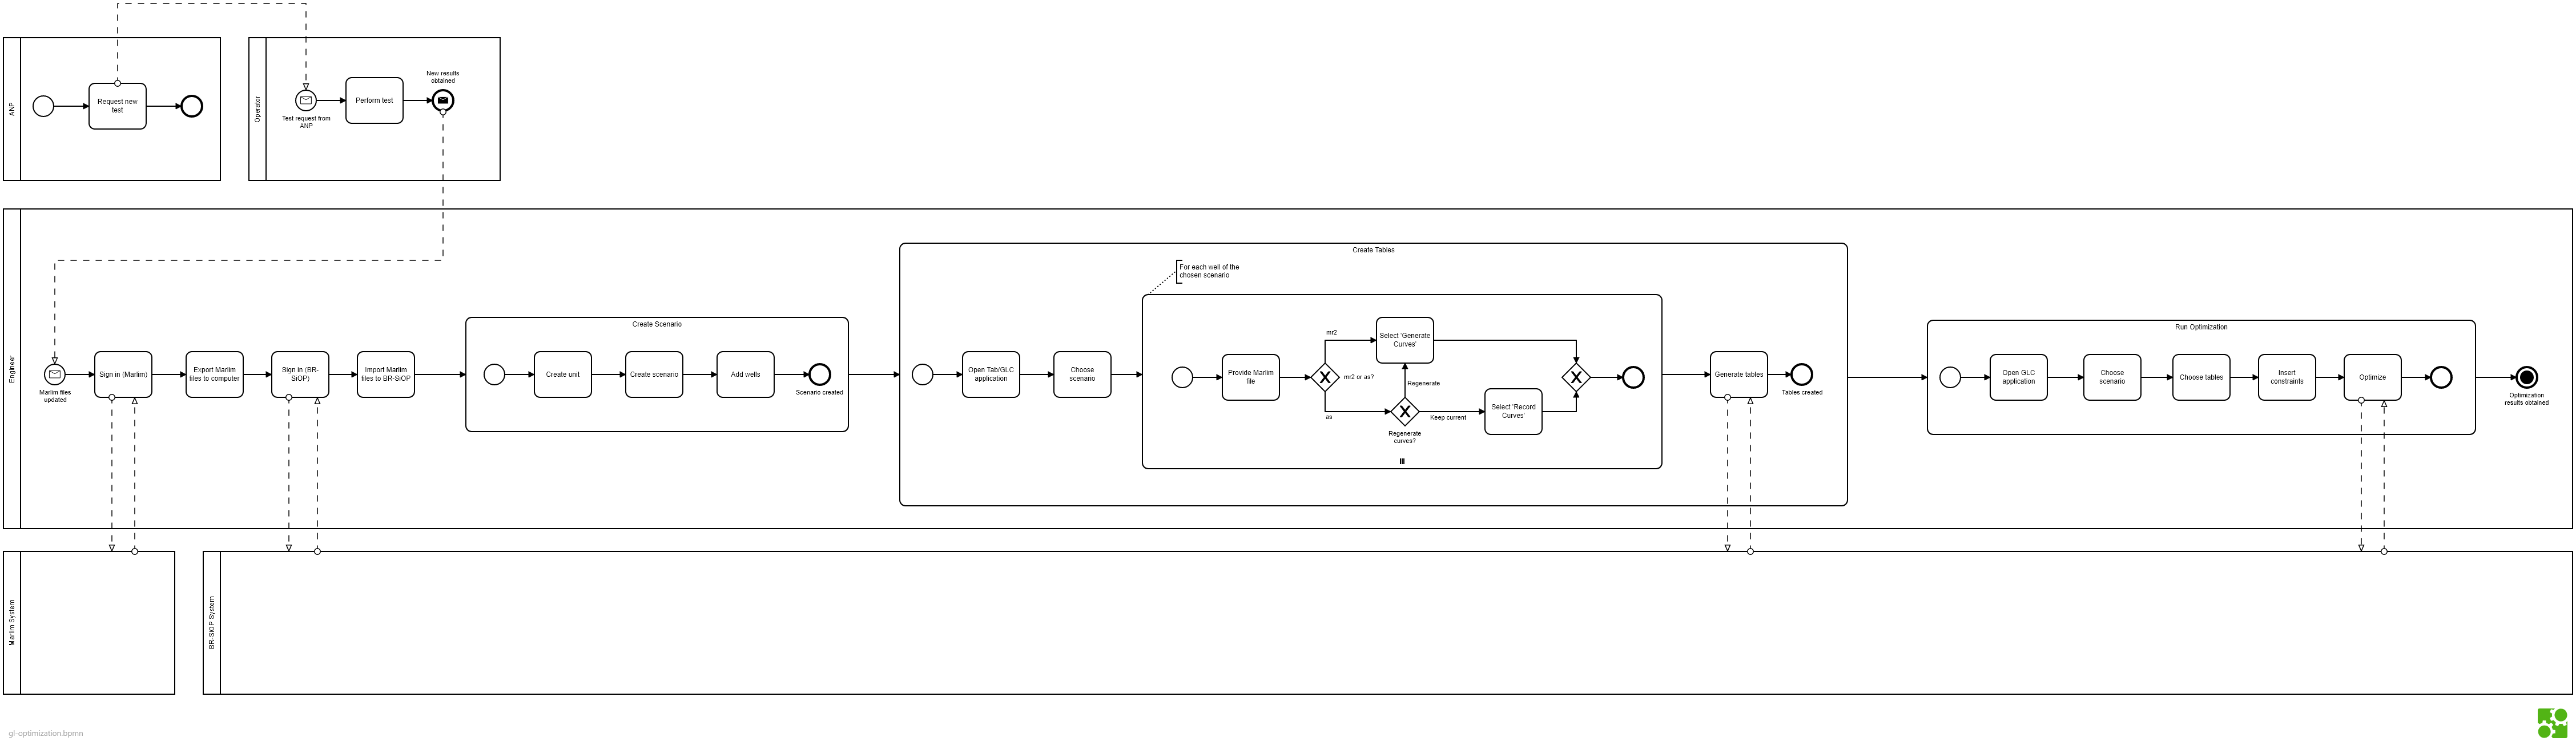 ANP
Request new
test
Operator
Test request from
ANP
Perform test
New results
obtained
Engineer
Marlim files
updated
Sign in (Marlim)
Export Marlim
files to computer
Sign in (BR-
SiOP)
Import Marlim
files to BR-SiOP
Create Scenario
Create unit
Create scenario
Add wells
Scenario created
Create Tables
Open Tab/GLC
application
Choose
scenario
For each well of the
chosen scenario
Provide Marlim
file
mr2 or as?
mr2
as
Select 'Generate
Curves'
Regenerate
Regenerate
curves?
Keep current
Select 'Record
Curves'
Generate tables
Tables created
Run Optimization
Open GLC
application
Choose
scenario
Choose tables
Insert
constraints
Optimize
Optimization
results obtained
Marlim System
BR-SiOP System
gl-optimization.bpmn